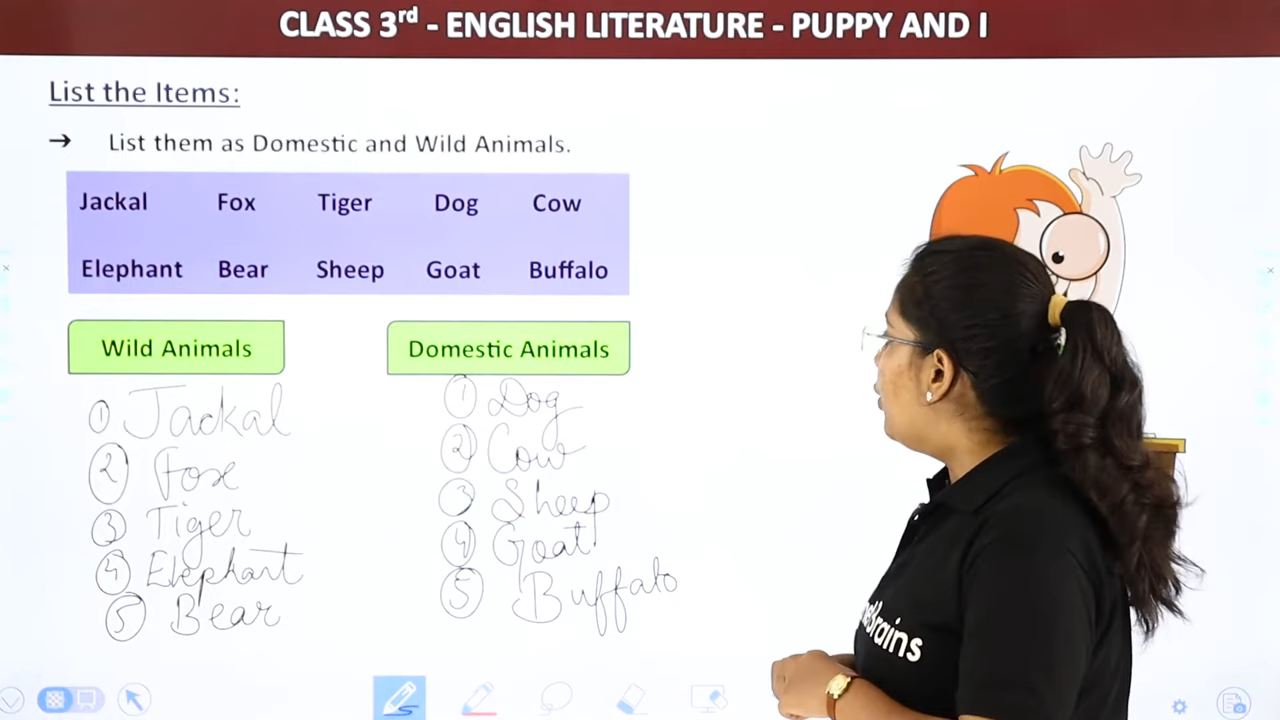 CLASS 3rd - ENGLISH LITERATURE - PUPPY AND I
List the Items:
→ List them as Domestic and Wild Animals.
Jackal Fox Tiger Dog Cow
Elephant Bear Sheep Goat Buffalo
Wild Animals Domestic Animals
① Jackal ① Dog
② Fox ② Cow
③ Tiger ③ Sheep
④ Elephant ④ Goat
⑤ Bear ⑤ Buffalo